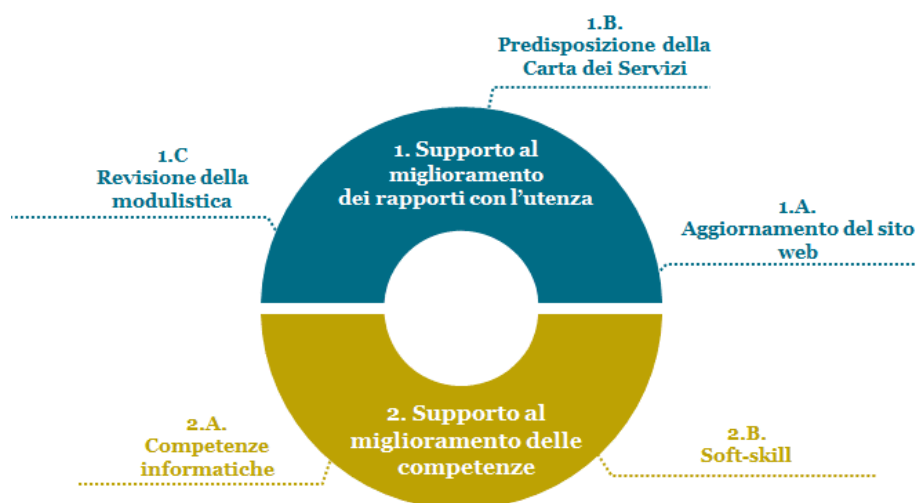 1.B.
Predisposizione della
Carta dei Servizi
1.C
Revisione della
modulistica
1. Supporto al
miglioramento
dei rapporti con l'utenza
1.A.
Aggiornamento del sito
web
2.A.
Competenze
informatiche
2. Supporto al
miglioramento delle
competenze
2.B.
Soft-skill